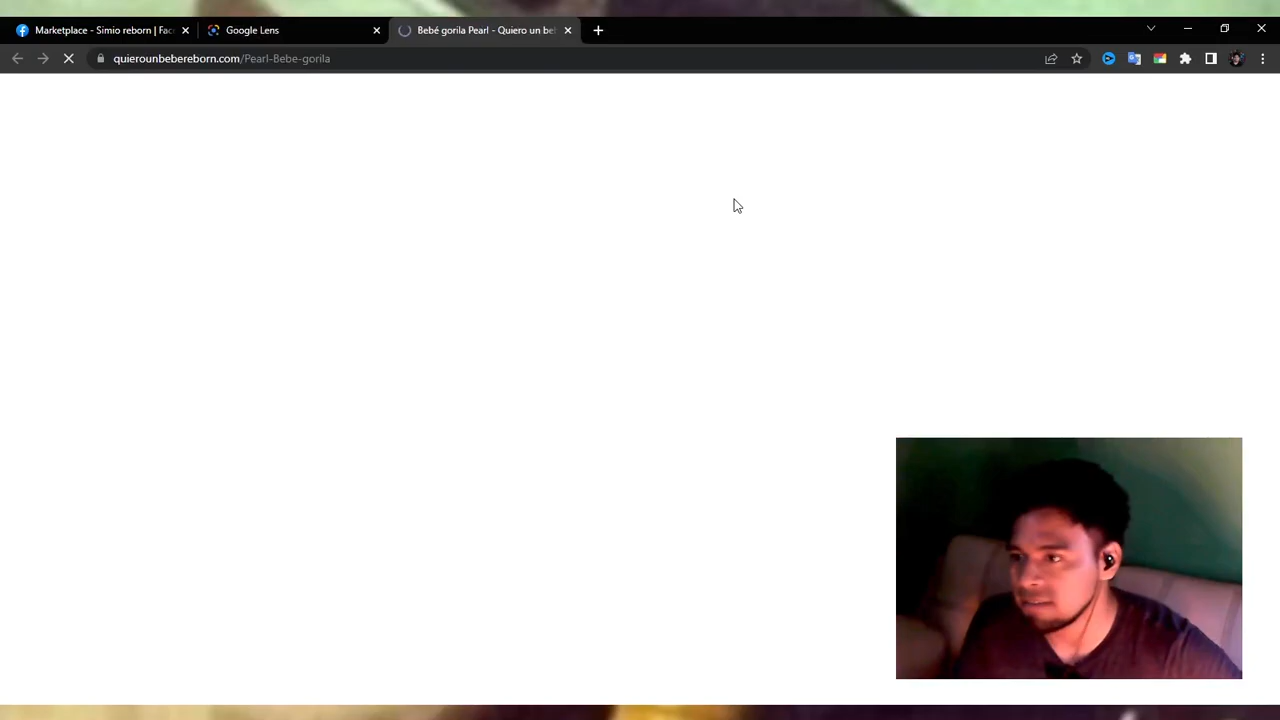 Marketplace - Simio reborn | Fac
Google Lens
Bebé gorila Pearl - Quiero un be
quierounbebereborn.com/Pearl-Bebe-gorila